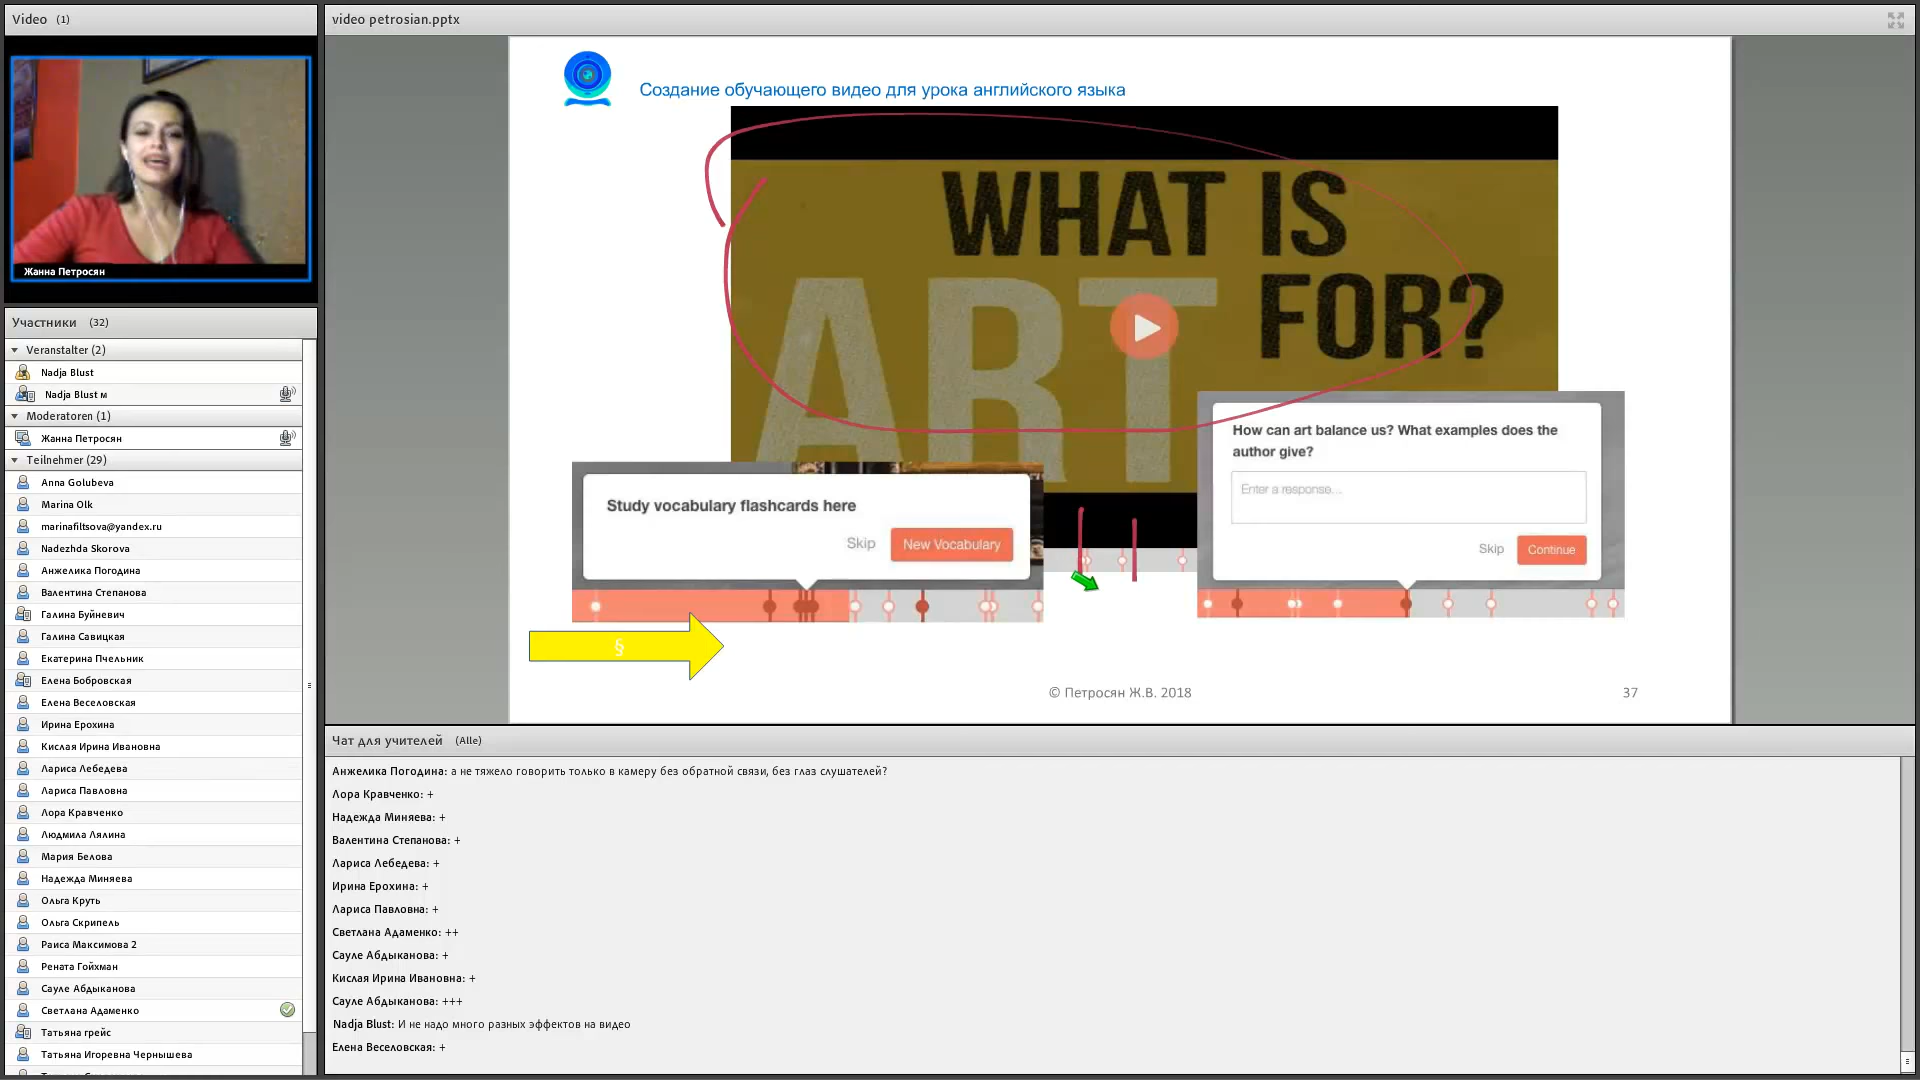 Video (1)
Жанна Петросян
Участники (32)
Veranstalter (2)
Nadja Blust
Nadja Blust м
Moderatoren (1)
Жанна Петросян
Teilnehmer (29)
Anna Golubeva
Marina Olk
marinafiltsova@yandex.ru
Nadezhda Skorova
Анжелика Погодина
Валентина Степанова
Галина Буйневич
Галина Савицкая
Екатерина Пчельник
Елена Бобровская
Елена Веселовская
Ирина Ерохина
Кислая Ирина Ивановна
Лариса Лебедева
Лариса Павловна
Лора Кравченко
Людмила Лялина
Мария Белова
Надежда Миняева
Ольга Круть
Ольга Скрипель
Раиса Максимова 2
Рената Гойхман
Сауле Абдыканова
Светлана Адаменко
Татьяна грейс
Татьяна Игоревна Чернышева
video petrosian.pptx
Создание обучающего видео для урока английского языка
WHAT IS
ART FOR?
How can art balance us? What examples does the
author give?
Enter a response...
Skip Continue
Study vocabulary flashcards here
Skip New Vocabulary
§
© Петросян Ж.В. 2018
37
Чат для учителей (Alle)
Анжелика Погодина: а не тяжело говорить только в камеру без обратной связи, без глаз слушателей?
Лора Кравченко: +
Надежда Миняева: +
Валентина Степанова: +
Лариса Лебедева: +
Ирина Ерохина: +
Лариса Павловна: +
Светлана Адаменко: ++
Сауле Абдыканова: +
Кислая Ирина Ивановна: +
Сауле Абдыканова: +++
Nadja Blust: И не надо много разных эффектов на видео
Елена Веселовская: +